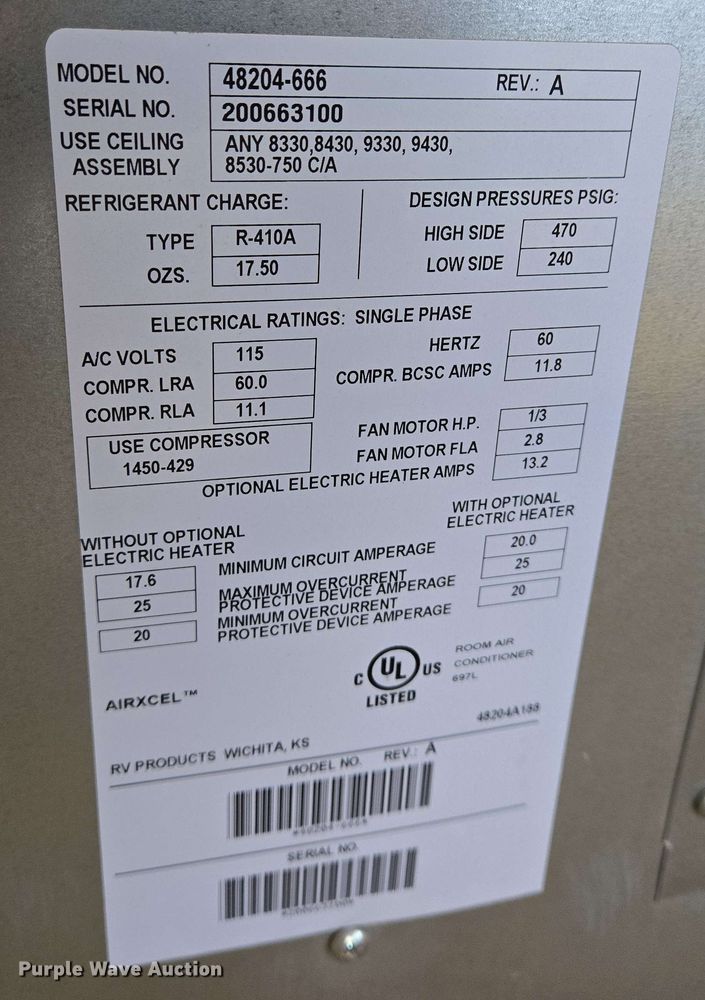 MODEL NO. 48204-666 REV.: A
SERIAL NO. 200663100
USE CEILING ASSEMBLY ANY 8330,8430, 9330, 9430,
8530-750 C/A
REFRIGERANT CHARGE:
TYPE R-410A
OZS. 17.50
DESIGN PRESSURES PSIG:
HIGH SIDE 470
LOW SIDE 240
ELECTRICAL RATINGS: SINGLE PHASE
A/C VOLTS 115
COMPR. LRA 60.0
COMPR. RLA 11.1
HERTZ 60
COMPR. BCSC AMPS 11.8
USE COMPRESSOR
1450-429
FAN MOTOR H.P. 1/3
FAN MOTOR FLA 2.8
OPTIONAL ELECTRIC HEATER AMPS 13.2
WITHOUT OPTIONAL
ELECTRIC HEATER
WITH OPTIONAL
ELECTRIC HEATER
17.6 MINIMUM CIRCUIT AMPERAGE 20.0
25 MAXIMUM OVERCURRENT
PROTECTIVE DEVICE AMPERAGE 25
20 MINIMUM OVERCURRENT
PROTECTIVE DEVICE AMPERAGE 20
AIRXCEL™
C UL US
LISTED
ROOM AIR
CONDITIONER
697L
48204A188
RV PRODUCTS WICHITA, KS
MODEL NO. REV.: A
SERIAL NO.
Purple Wave Auction